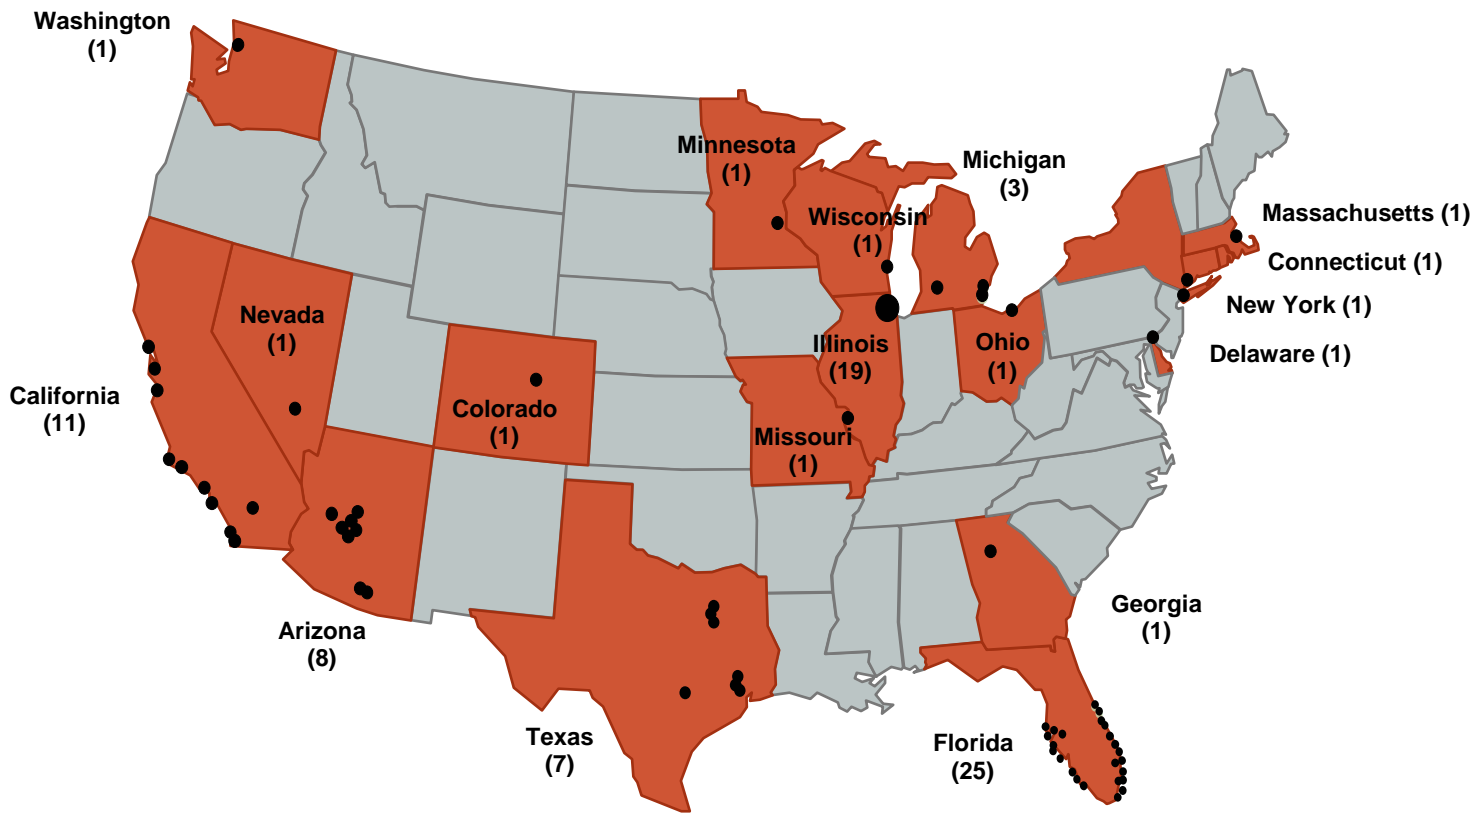 Washington
(1)
Minnesota
(1)
Michigan
(3)
Wisconsin
(1)
Massachusetts (1)
Connecticut (1)
New York (1)
Nevada
(1)
Illinois
(19)
Ohio
(1)
Delaware (1)
California
(11)
Colorado
(1)
Missouri
(1)
Arizona
(8)
Georgia
(1)
Texas
(7)
Florida
(25)